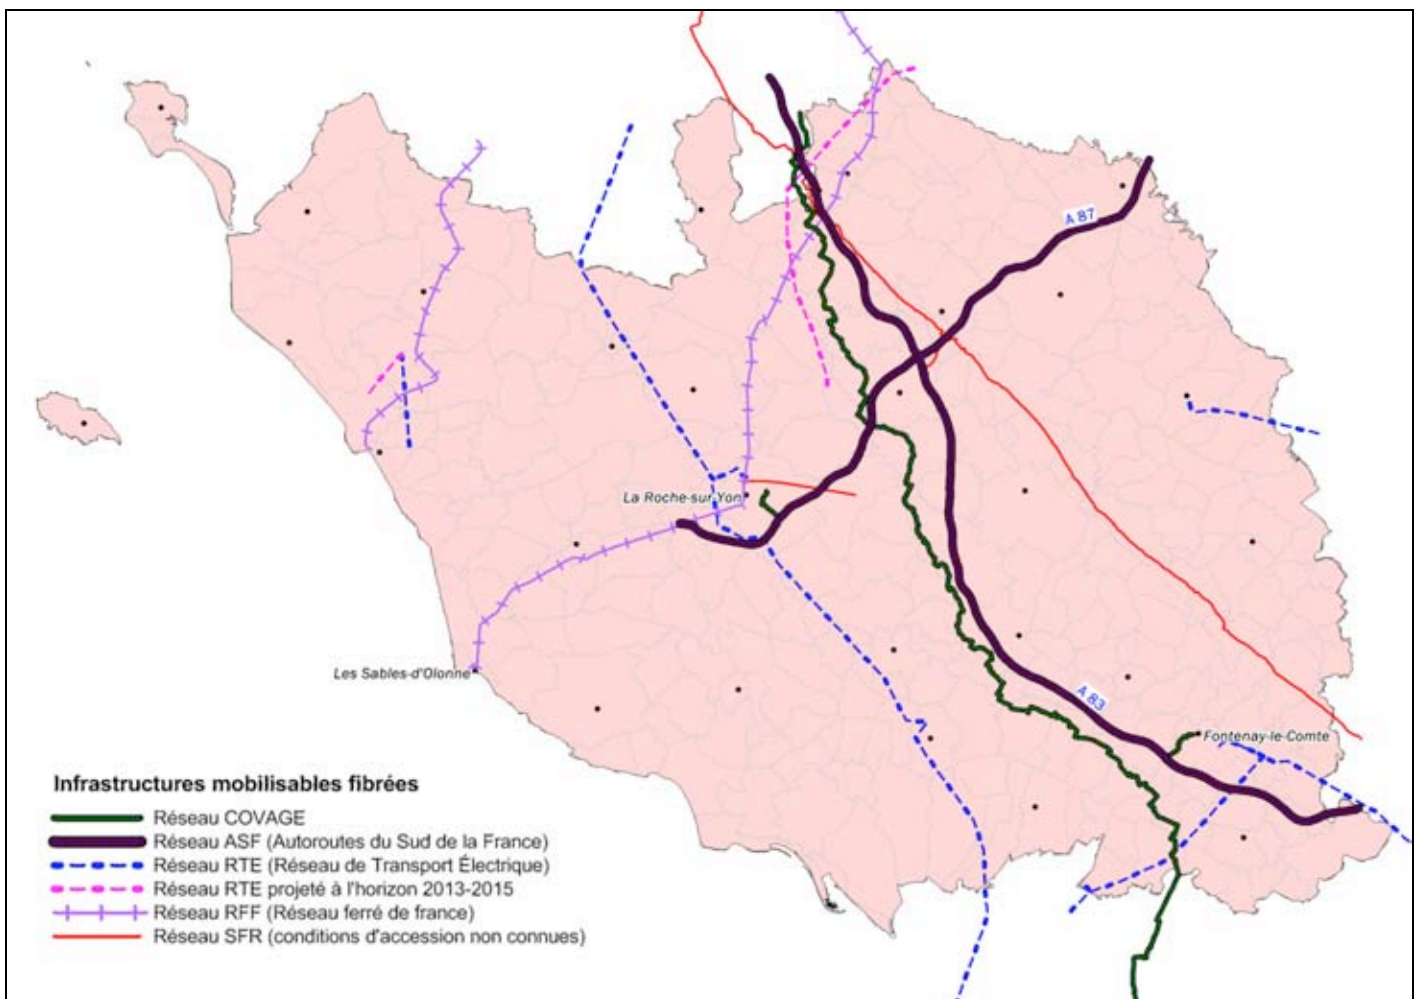 A 87
La Roche-sur-Yon
Les Sables-d'Olonne
A 83
Fontenay-le-Comte
Infrastructures mobilisables fibrées
Réseau COVAGE
Réseau ASF (Autoroutes du Sud de la France)
Réseau RTE (Réseau de Transport Électrique)
Réseau RTE projeté à l'horizon 2013-2015
Réseau RFF (Réseau ferré de france)
Réseau SFR (conditions d'accession non connues)